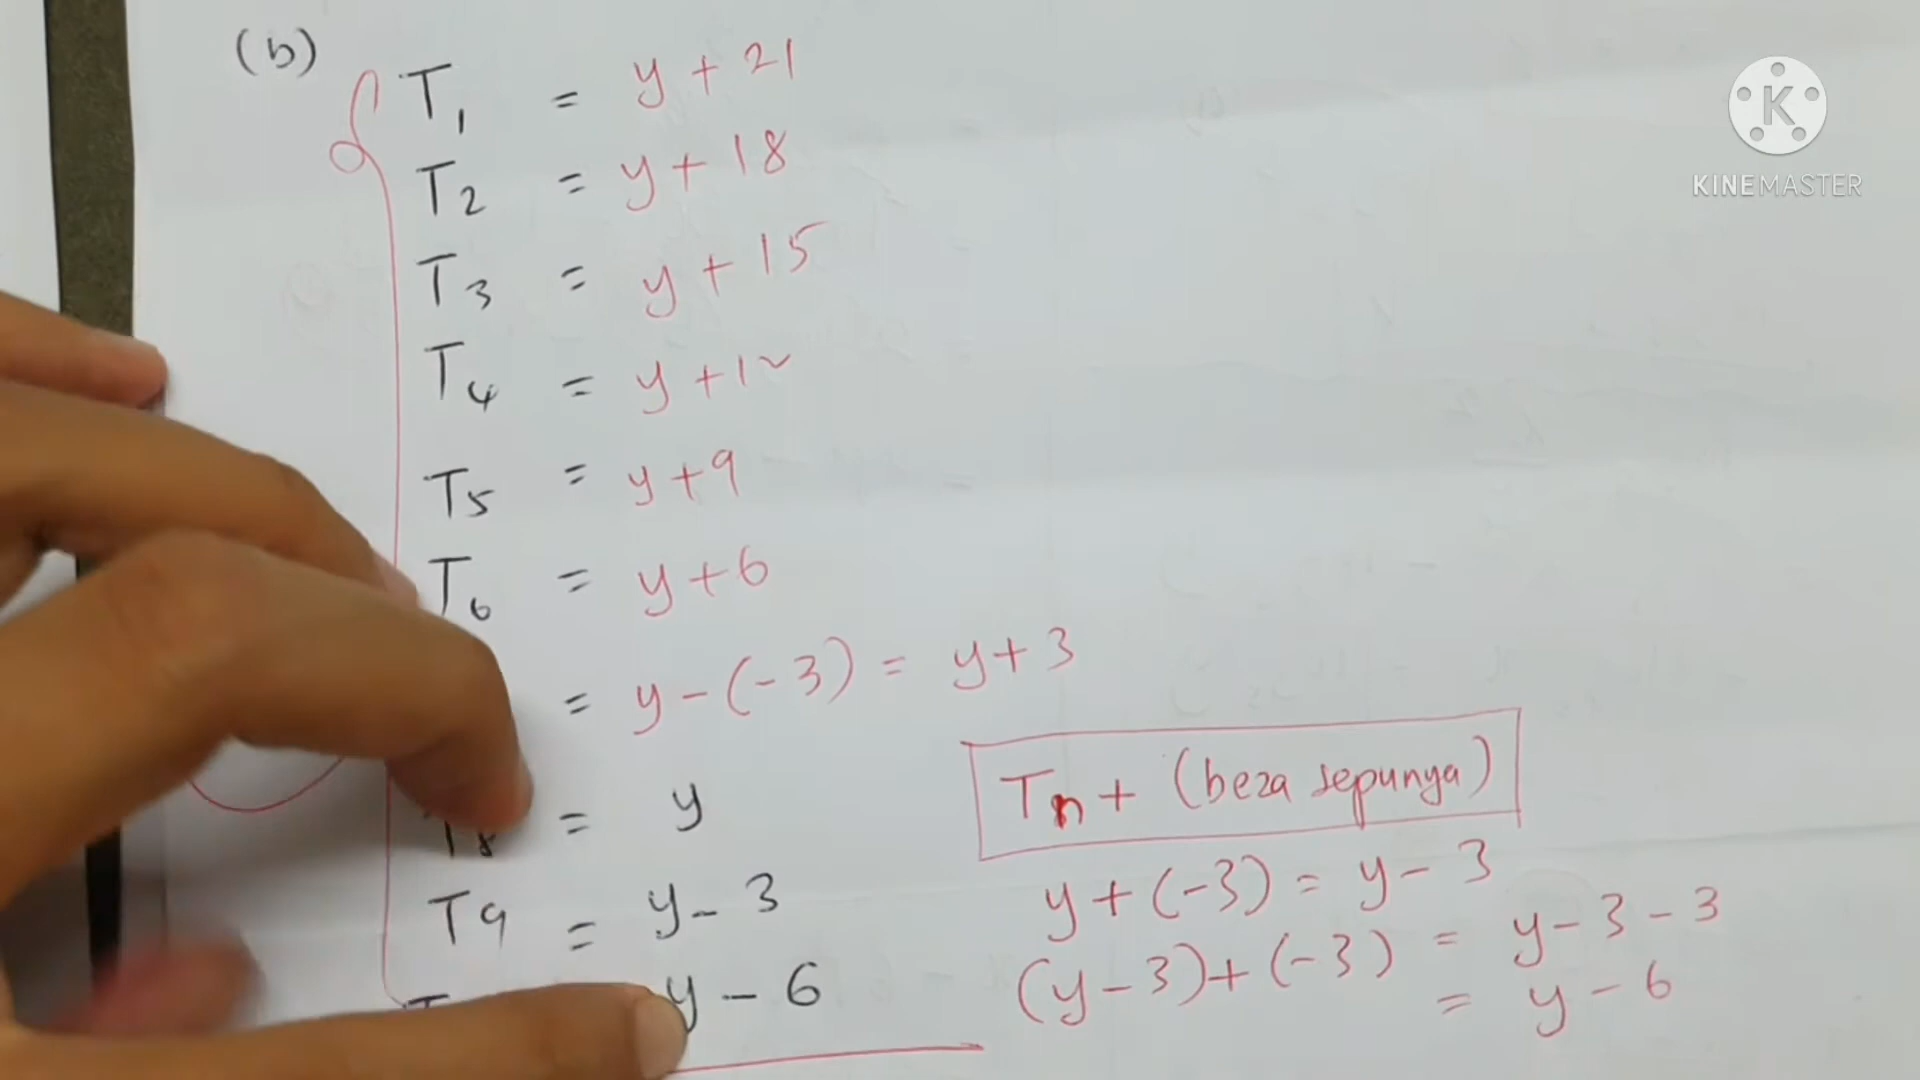 (b)
T1 = y + 21
T2 = y + 18
T3 = y + 15
T4 = y + 12
T5 = y + 9
T6 = y + 6
= y - (-3) = y + 3
T8 = y
Tn + (beza sepunya)
T9 = y - 3
y + (-3) = y - 3
y - 6
(y - 3) + (-3) = y - 3 - 3
= y - 6
K
KINEMASTER